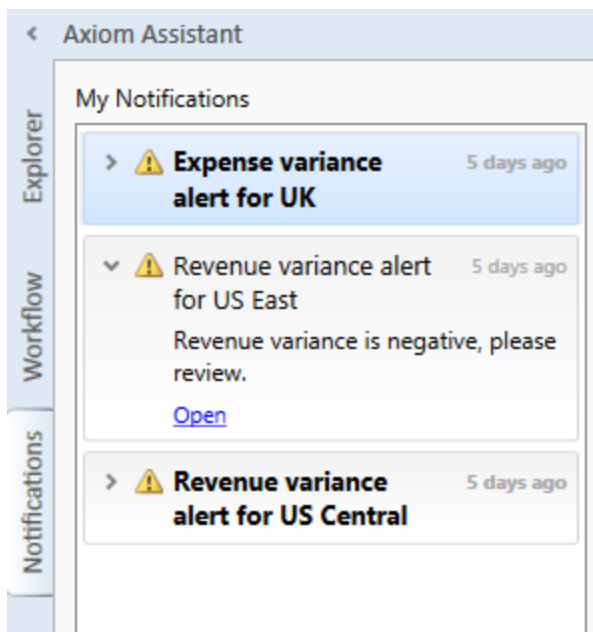 Axiom Assistant
My Notifications
Expense variance 5 days ago
alert for UK
Revenue variance alert 5 days ago
for US East
Revenue variance is negative, please
review.
Open
Revenue variance 5 days ago
alert for US Central
Explorer
Workflow
Notifications